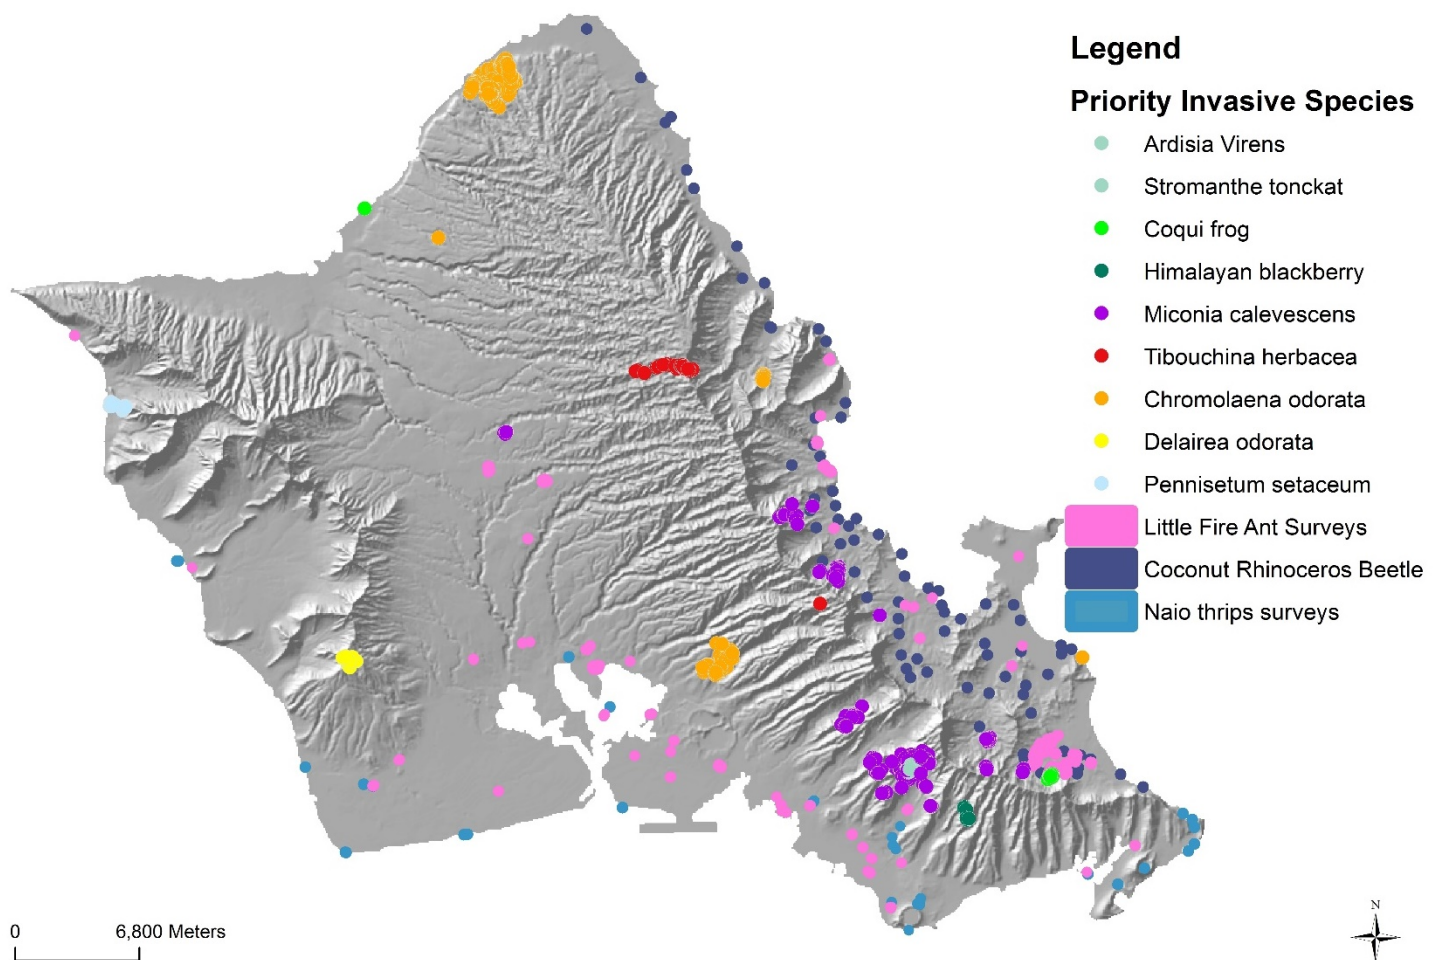 Legend
Priority Invasive Species
Ardisia Virens
Stromanthe tonckat
Coqui frog
Himalayan blackberry
Miconia calevescens
Tibouchina herbacea
Chromolaena odorata
Delairea odorata
Pennisetum setaceum
Little Fire Ant Surveys
Coconut Rhinoceros Beetle
Naio thrips surveys
0 6,800 Meters
N